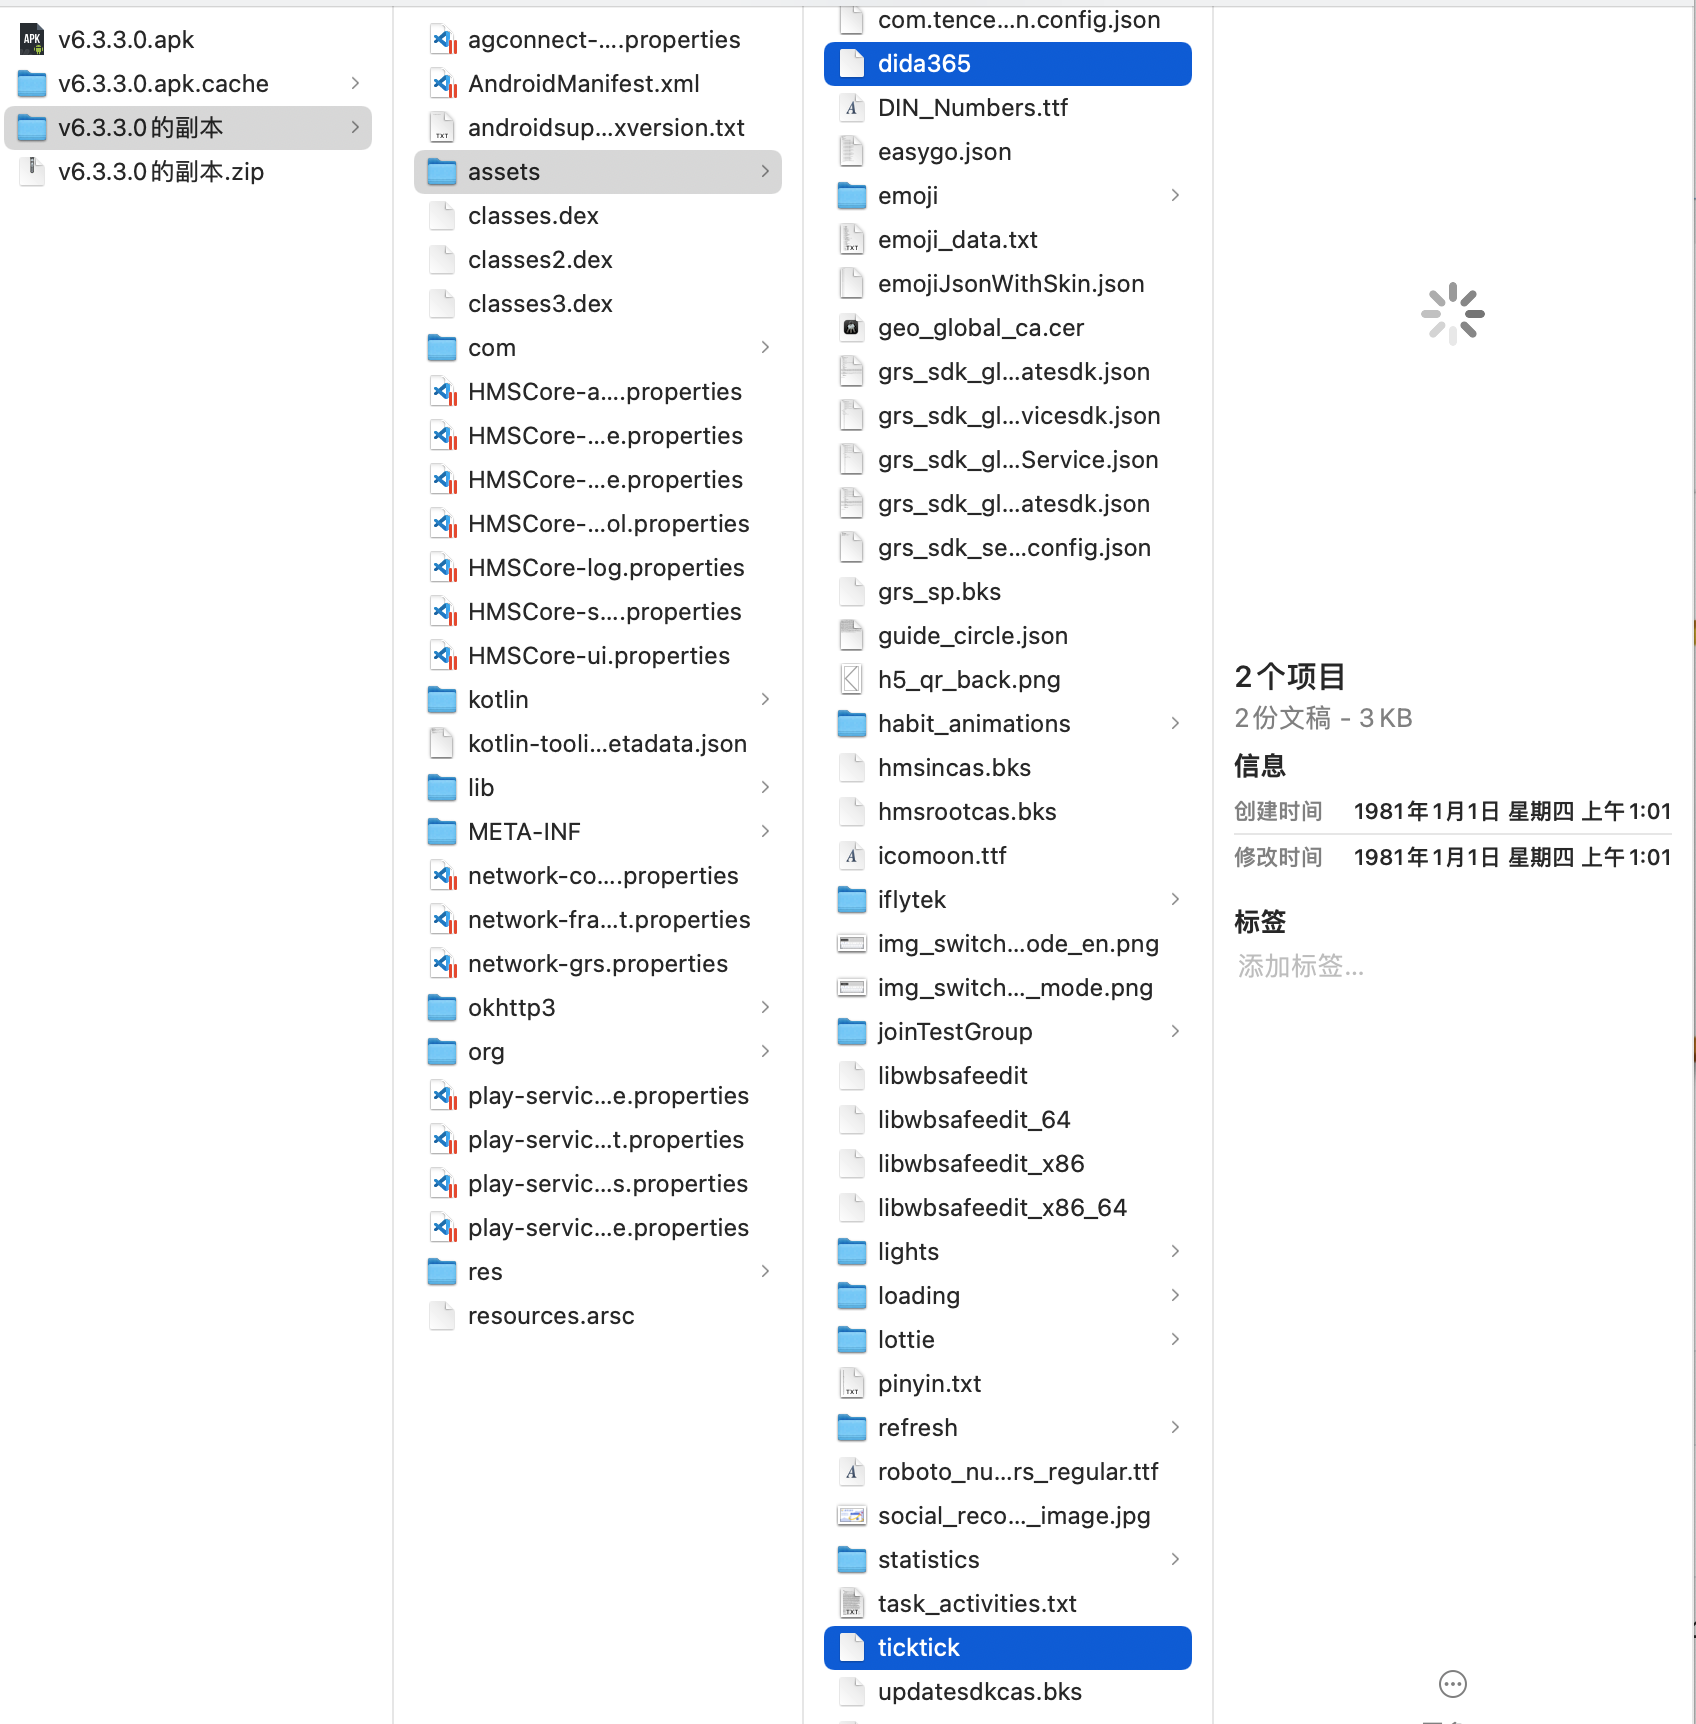 v6.3.3.0.apk
v6.3.3.0.apk.cache
v6.3.3.0的副本
v6.3.3.0的副本.zip
agconnect-....properties
AndroidManifest.xml
androidsup...xversion.txt
assets
classes.dex
classes2.dex
classes3.dex
com
HMSCore-a....properties
HMSCore-...e.properties
HMSCore-...e.properties
HMSCore-...ol.properties
HMSCore-log.properties
HMSCore-s....properties
HMSCore-ui.properties
kotlin
kotlin-tooli...etadata.json
lib
META-INF
network-co....properties
network-fra...t.properties
network-grs.properties
okhttp3
org
play-servic...e.properties
play-servic...t.properties
play-servic...s.properties
play-servic...e.properties
res
resources.arsc
com.tence...n.config.json
dida365
DIN_Numbers.ttf
easygo.json
emoji
emoji_data.txt
emojiJsonWithSkin.json
geo_global_ca.cer
grs_sdk_gl...atesdk.json
grs_sdk_gl...vicesdk.json
grs_sdk_gl...Service.json
grs_sdk_gl...atesdk.json
grs_sdk_se...config.json
grs_sp.bks
guide_circle.json
h5_qr_back.png
habit_animations
hmsincas.bks
hmsrootcas.bks
icomoon.ttf
iflytek
img_switch...ode_en.png
img_switch..._mode.png
joinTestGroup
libwbsafeedit
libwbsafeedit_64
libwbsafeedit_x86
libwbsafeedit_x86_64
lights
loading
lottie
pinyin.txt
refresh
roboto_nu...rs_regular.ttf
social_reco..._image.jpg
statistics
task_activities.txt
ticktick
updatesdkcas.bks
2个项目
2份文稿 - 3 KB
信息
创建时间 1981年1月1日 星期四 上午1:01
修改时间 1981年1月1日 星期四 上午1:01
标签
添加标签...